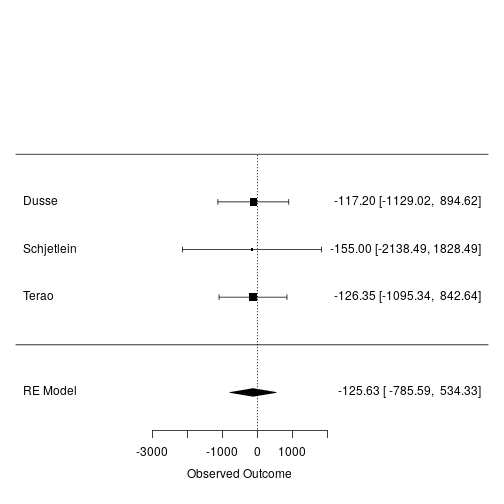 Dusse -117.20 [-1129.02, 894.62]
Schjetlein -155.00 [-2138.49, 1828.49]
Terao -126.35 [-1095.34, 842.64]
RE Model -125.63 [ -785.59, 534.33]
-3000 -1000 0 1000
Observed Outcome